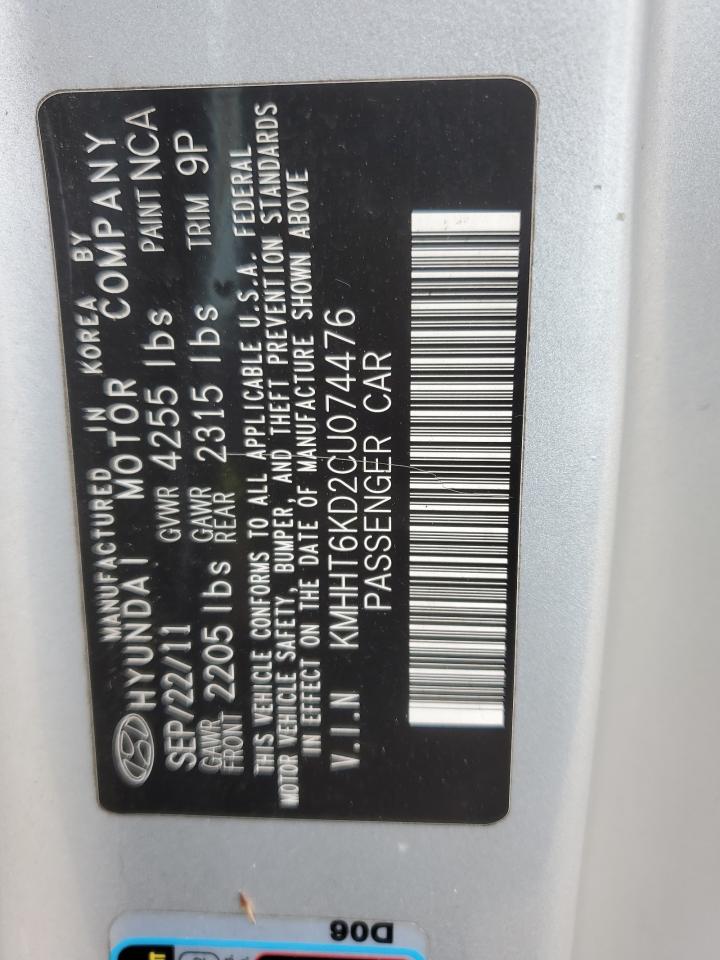 MANUFACTURED IN KOREA BY
HYUNDAI MOTOR COMPANY
SEP/22/11 GVWR 4255 lbs PAINT NCA
GAWR FRONT 2205 lbs GAWR REAR 2315 lbs TRIM 9P
THIS VEHICLE CONFORMS TO ALL APPLICABLE U.S.A. FEDERAL
MOTOR VEHICLE SAFETY, BUMPER, AND THEFT PREVENTION STANDARDS
IN EFFECT ON THE DATE OF MANUFACTURE SHOWN ABOVE
V.I.N KMHHT6KD2CU074476
PASSENGER CAR
D06